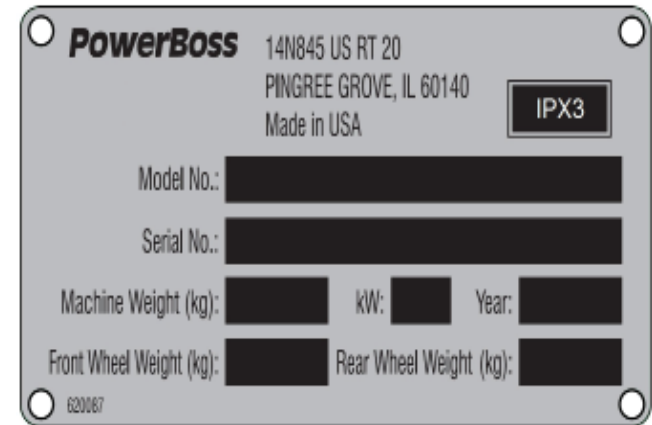 PowerBoss
14N845 US RT 20
PINGREE GROVE, IL 60140
Made in USA
IPX3
Model No.:
Serial No.:
Machine Weight (kg): kW: Year:
Front Wheel Weight (kg): Rear Wheel Weight (kg):
620087